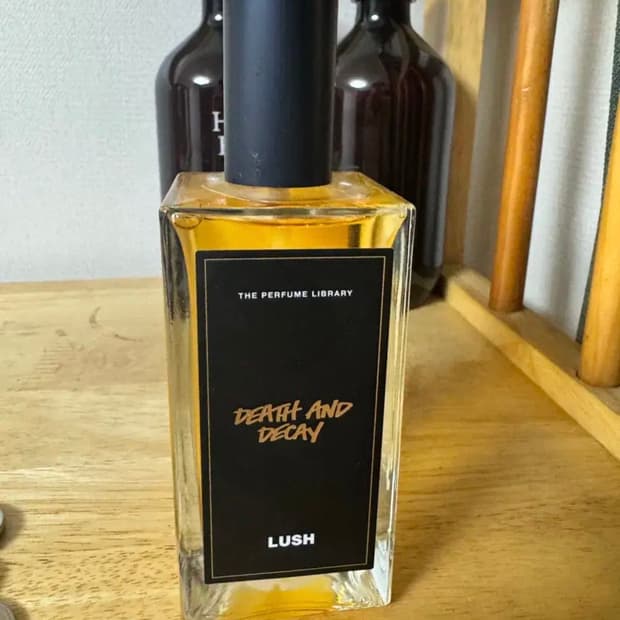 THE PERFUME LIBRARY
DEATH AND
DECAY
LUSH